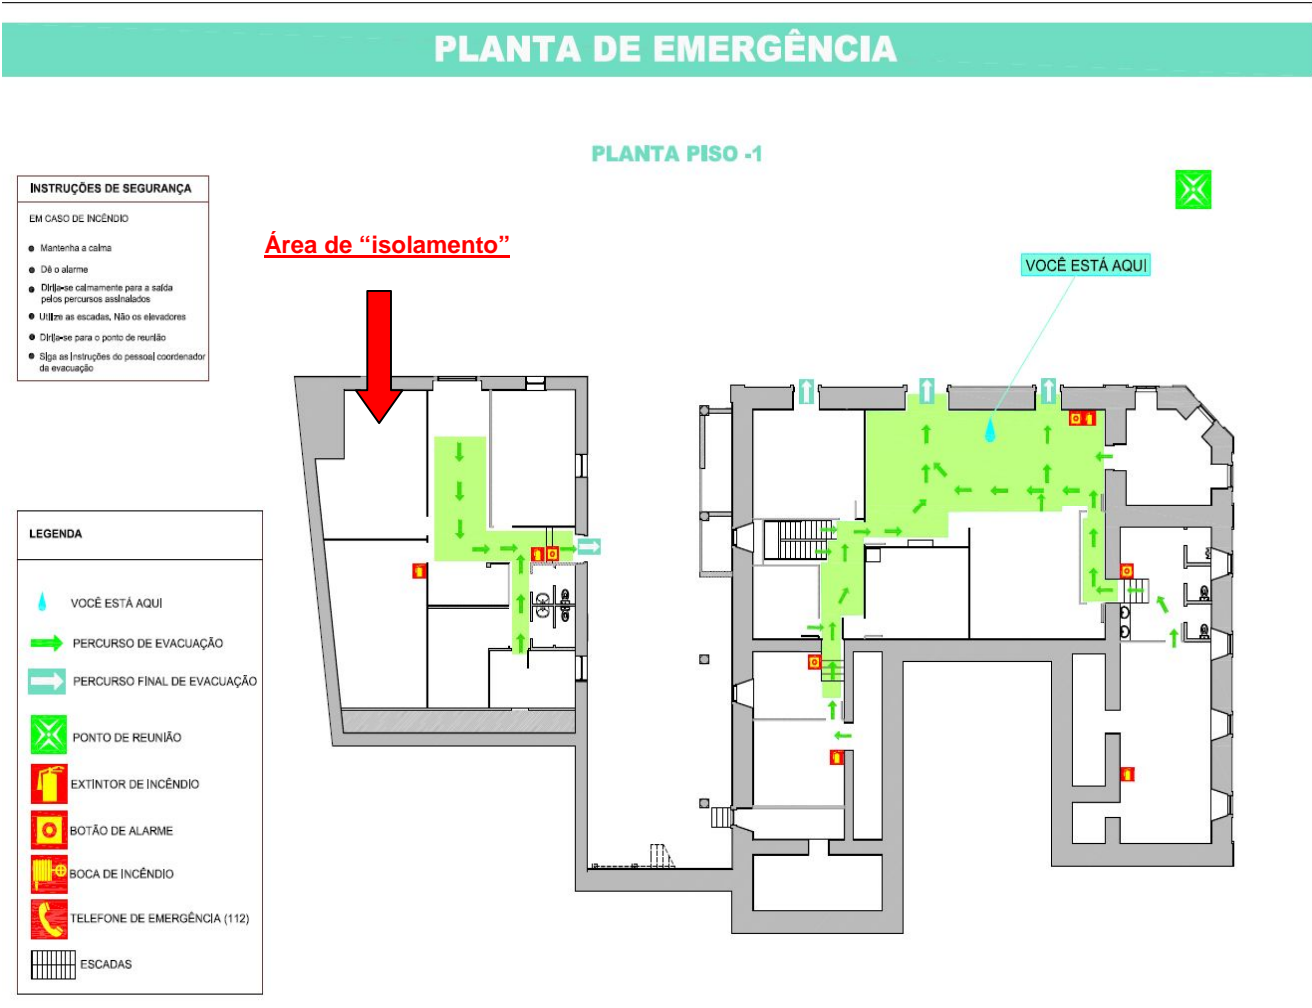 PLANTA DE EMERGÊNCIA
PLANTA PISO -1
INSTRUÇÕES DE SEGURANÇA
EM CASO DE INCÊNDIO
Mantenha a calma
Dê o alarme
Dirija-se calmamente para a saída
pelos percursos assinalados
Utilize as escadas, Não os elevadores
Dirija-se para o ponto de reunião
Siga as instruções do pessoal coordenador
da evacuação
Área de “isolamento”
VOCÊ ESTÁ AQUI
LEGENDA
VOCÊ ESTÁ AQUI
PERCURSO DE EVACUAÇÃO
PERCURSO FINAL DE EVACUAÇÃO
PONTO DE REUNIÃO
EXTINTOR DE INCÊNDIO
BOTÃO DE ALARME
BOCA DE INCÊNDIO
TELEFONE DE EMERGÊNCIA (112)
ESCADAS